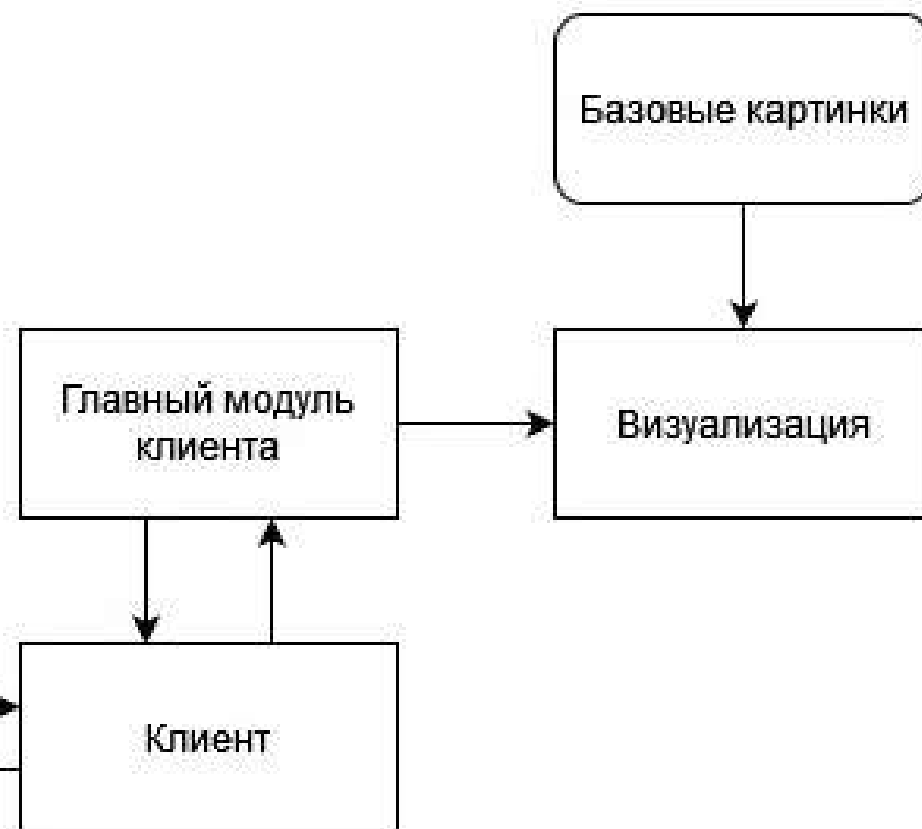 Базовые картинки
Главный модуль
клиента
Визуализация
Клиент